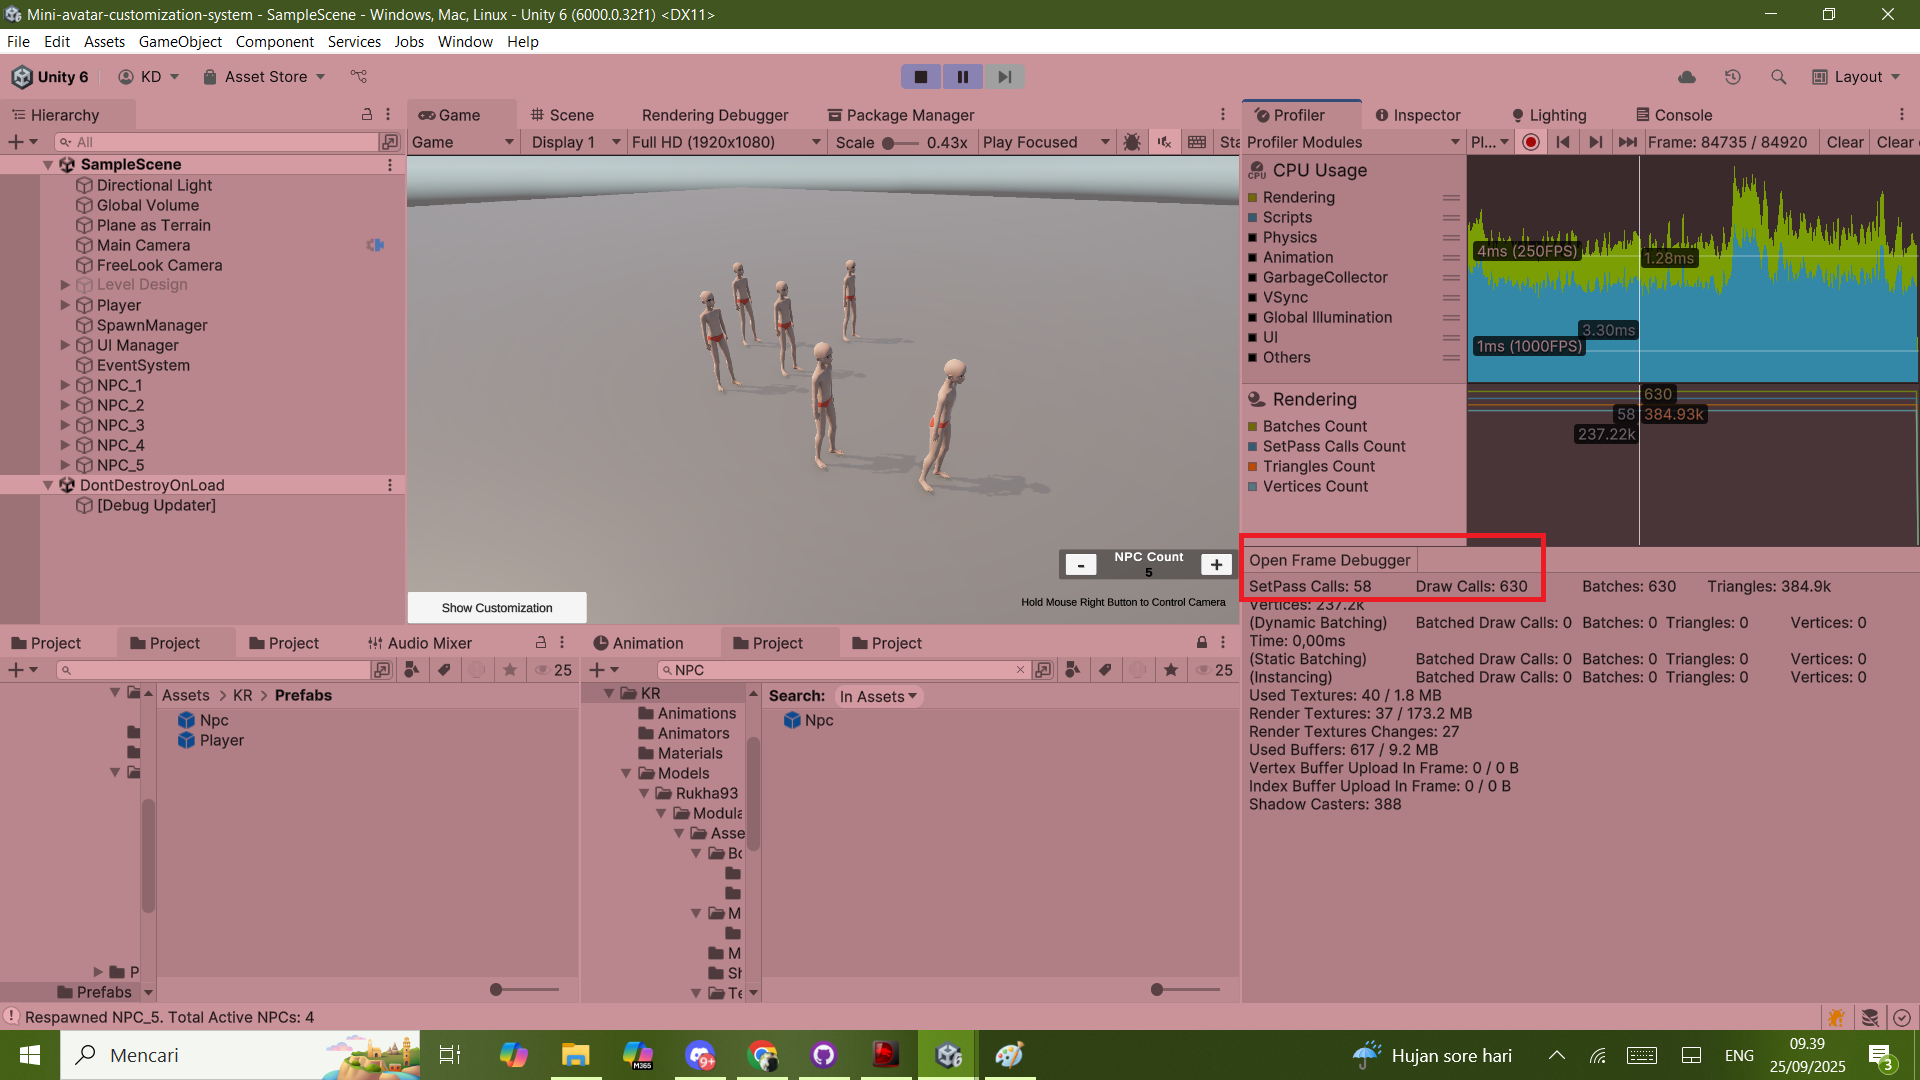 Mini-avatar-customization-system - SampleScene - Windows, Mac, Linux - Unity 6 (6000.0.32f1) <DX11>
File Edit Assets GameObject Component Services Jobs Window Help
Unity 6 KD Asset Store Layout
Hierarchy
All
SampleScene
Directional Light
Global Volume
Plane as Terrain
Main Camera
FreeLook Camera
Level Design
Player
SpawnManager
UI Manager
EventSystem
NPC_1
NPC_2
NPC_3
NPC_4
NPC_5
DontDestroyOnLoad
[Debug Updater]
Game Scene Rendering Debugger Package Manager
Game Display 1 Full HD (1920x1080) Scale 0.43x Play Focused Sta
NPC Count
- 5 +
Show Customization
Hold Mouse Right Button to Control Camera
Profiler Inspector Lighting Console
Profiler Modules Pl... Frame: 84735 / 84920 Clear Clear
CPU Usage
Rendering
Scripts
Physics
Animation
GarbageCollector
VSync
Global Illumination
UI
Others
4ms (250FPS)
1.28ms
3.30ms
1ms (1000FPS)
Rendering
Batches Count
SetPass Calls Count
Triangles Count
Vertices Count
630
58 384.93k
237.22k
Open Frame Debugger
SetPass Calls: 58 Draw Calls: 630 Batches: 630 Triangles: 384.9k
Vertices: 237.2k
(Dynamic Batching) Batched Draw Calls: 0 Batches: 0 Triangles: 0 Vertices: 0
Time: 0,00ms
(Static Batching) Batched Draw Calls: 0 Batches: 0 Triangles: 0 Vertices: 0
(Instancing) Batched Draw Calls: 0 Batches: 0 Triangles: 0 Vertices: 0
Used Textures: 40 / 1.8 MB
Render Textures: 37 / 173.2 MB
Render Textures Changes: 27
Used Buffers: 617 / 9.2 MB
Vertex Buffer Upload In Frame: 0 / 0 B
Index Buffer Upload In Frame: 0 / 0 B
Shadow Casters: 388
Project Project Project Audio Mixer
25
Assets > KR > Prefabs
Npc
Player
P
Prefabs
Animation Project Project
NPC 25
KR
Animations
Animators
Materials
Models
Rukha93
Modula
Asse
Bo
M
M
Sh
Te
Search: In Assets
Npc
Respawned NPC_5. Total Active NPCs: 4
Mencari
M365
9+
6
Hujan sore hari
ENG
09.39
25/09/2025
3